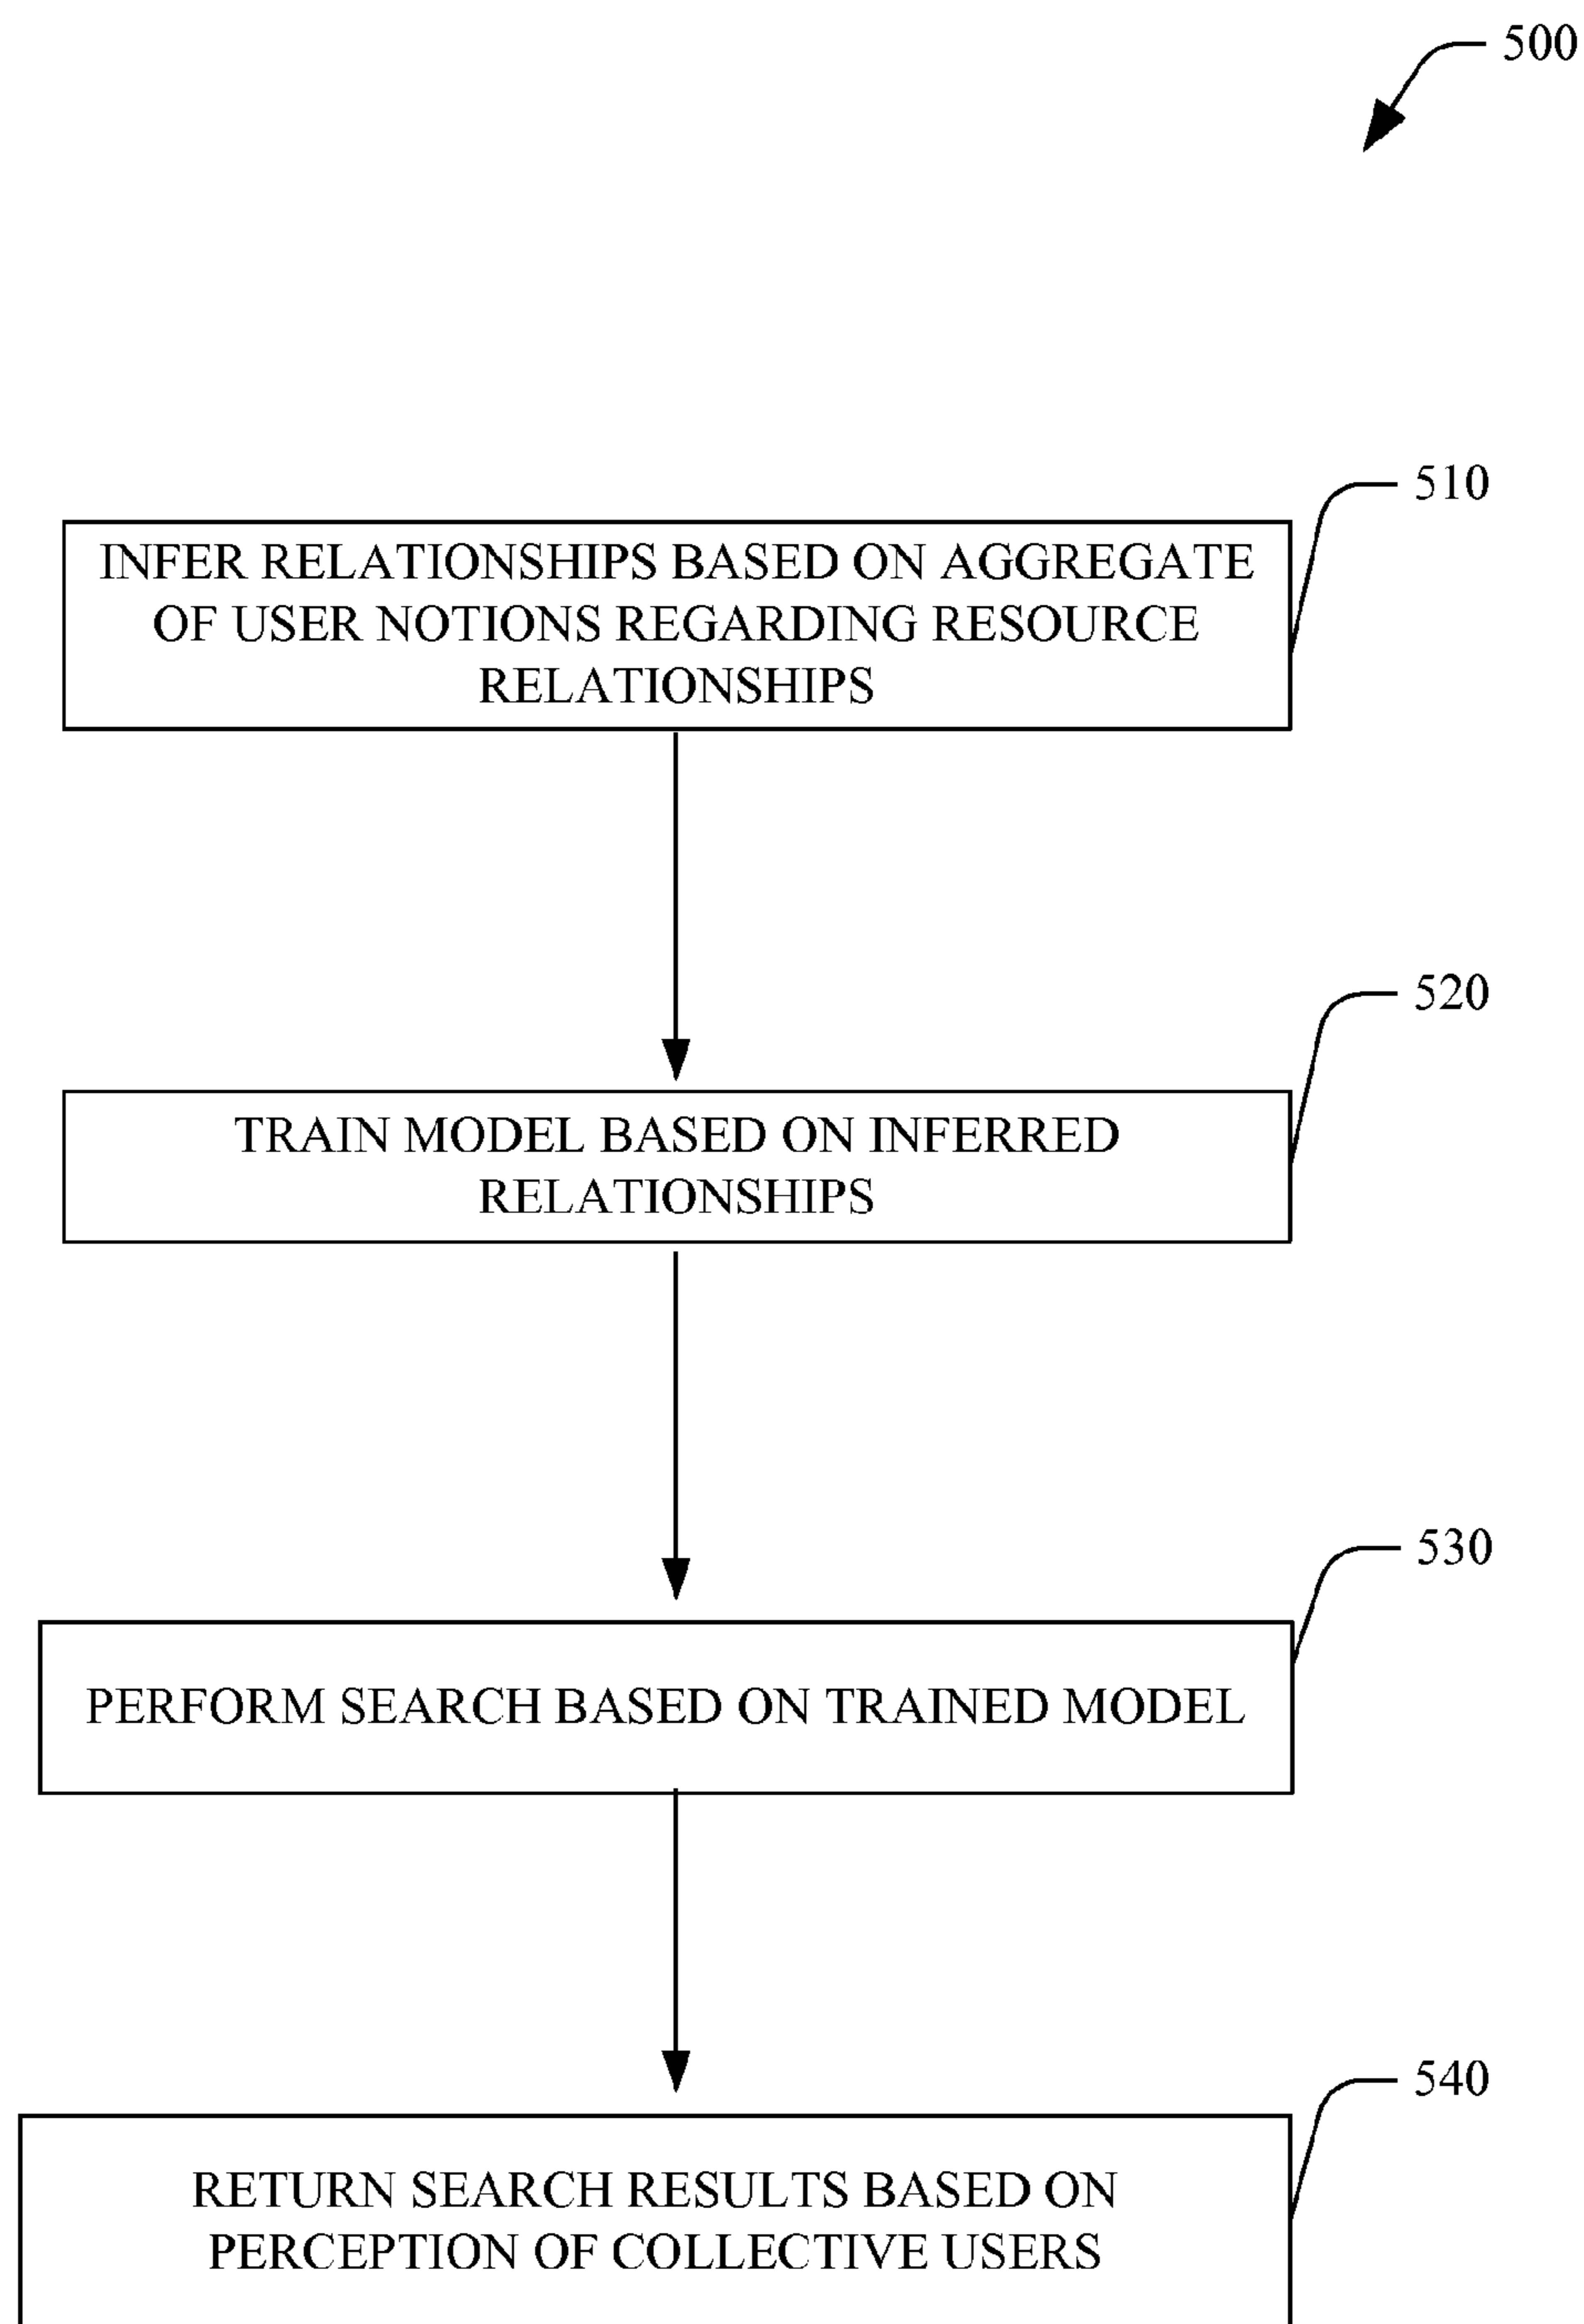 500
510
INFER RELATIONSHIPS BASED ON AGGREGATE
OF USER NOTIONS REGARDING RESOURCE
RELATIONSHIPS
520
TRAIN MODEL BASED ON INFERRED
RELATIONSHIPS
530
PERFORM SEARCH BASED ON TRAINED MODEL
540
RETURN SEARCH RESULTS BASED ON
PERCEPTION OF COLLECTIVE USERS